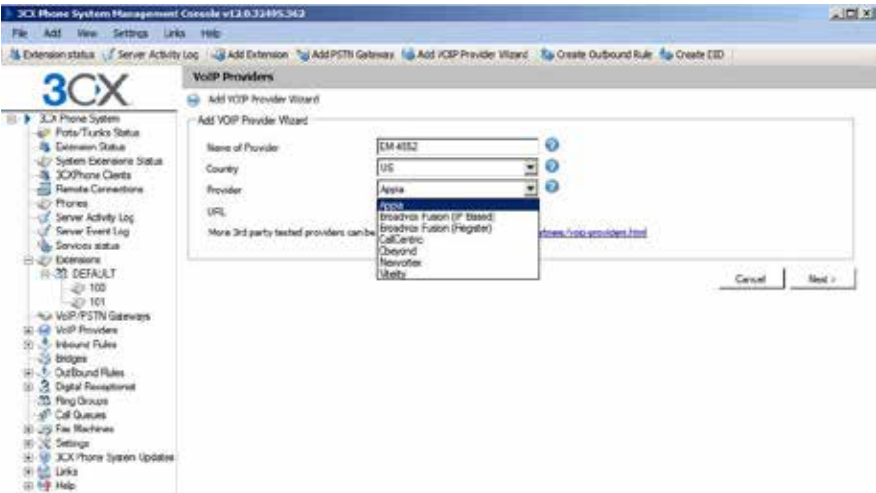 3CX Phone System Management Console v12.0.32495.362
File Add View Settings Links Help
Extension status Server Activity Log Add Extension Add PSTN Gateway Add VOIP Provider Wizard Create Outbound Rule Create DID
3CX
VoIP Providers
Add VOIP Provider Wizard
Add VOIP Provider Wizard
Name of Provider EM 4552
Country US
Provider Appia
URL
Appia
Broadvox Fusion (IP Based)
Broadvox Fusion (Register)
CallCentric
Cbeyond
Nexvortex
Vitelity
More 3rd party tested providers can be /voip-providers.html
Cancel Next >
3CX Phone System
Ports/Trunks Status
Extension Status
System Extensions Status
3CXPhone Clients
Remote Connections
Phones
Server Activity Log
Server Event Log
Services status
Extensions
DEFAULT
100
101
VoIP/PSTN Gateways
VoIP Providers
Inbound Rules
Bridges
OutBound Rules
Digital Receptionist
Ring Groups
Call Queues
Fax Machines
Settings
3CX Phone System Updates
Links
Help